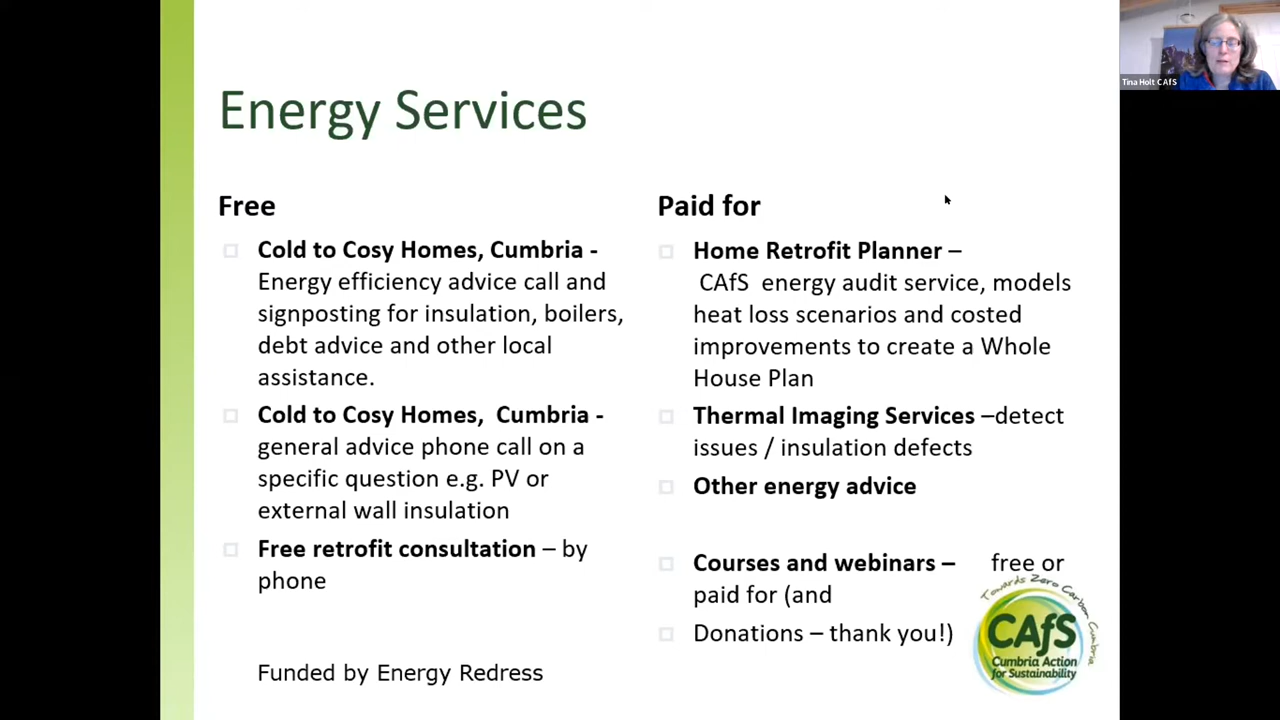 Energy Services
Free
Cold to Cosy Homes, Cumbria -
Energy efficiency advice call and
signposting for insulation, boilers,
debt advice and other local
assistance.
Cold to Cosy Homes, Cumbria -
general advice phone call on a
specific question e.g. PV or
external wall insulation
Free retrofit consultation – by
phone
Funded by Energy Redress
Paid for
Home Retrofit Planner –
CAfS energy audit service, models
heat loss scenarios and costed
improvements to create a Whole
House Plan
Thermal Imaging Services –detect
issues / insulation defects
Other energy advice
Courses and webinars – free or
paid for (and
Donations – thank you!)
Towards Zero Carbon Cumbria
CAfS
Cumbria Action
for Sustainability
Tina Holt CAfS